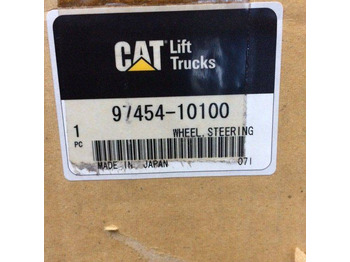 CAT Lift Trucks
97454-10100
1 PC WHEEL.STEERING
MADE IN JAPAN 071